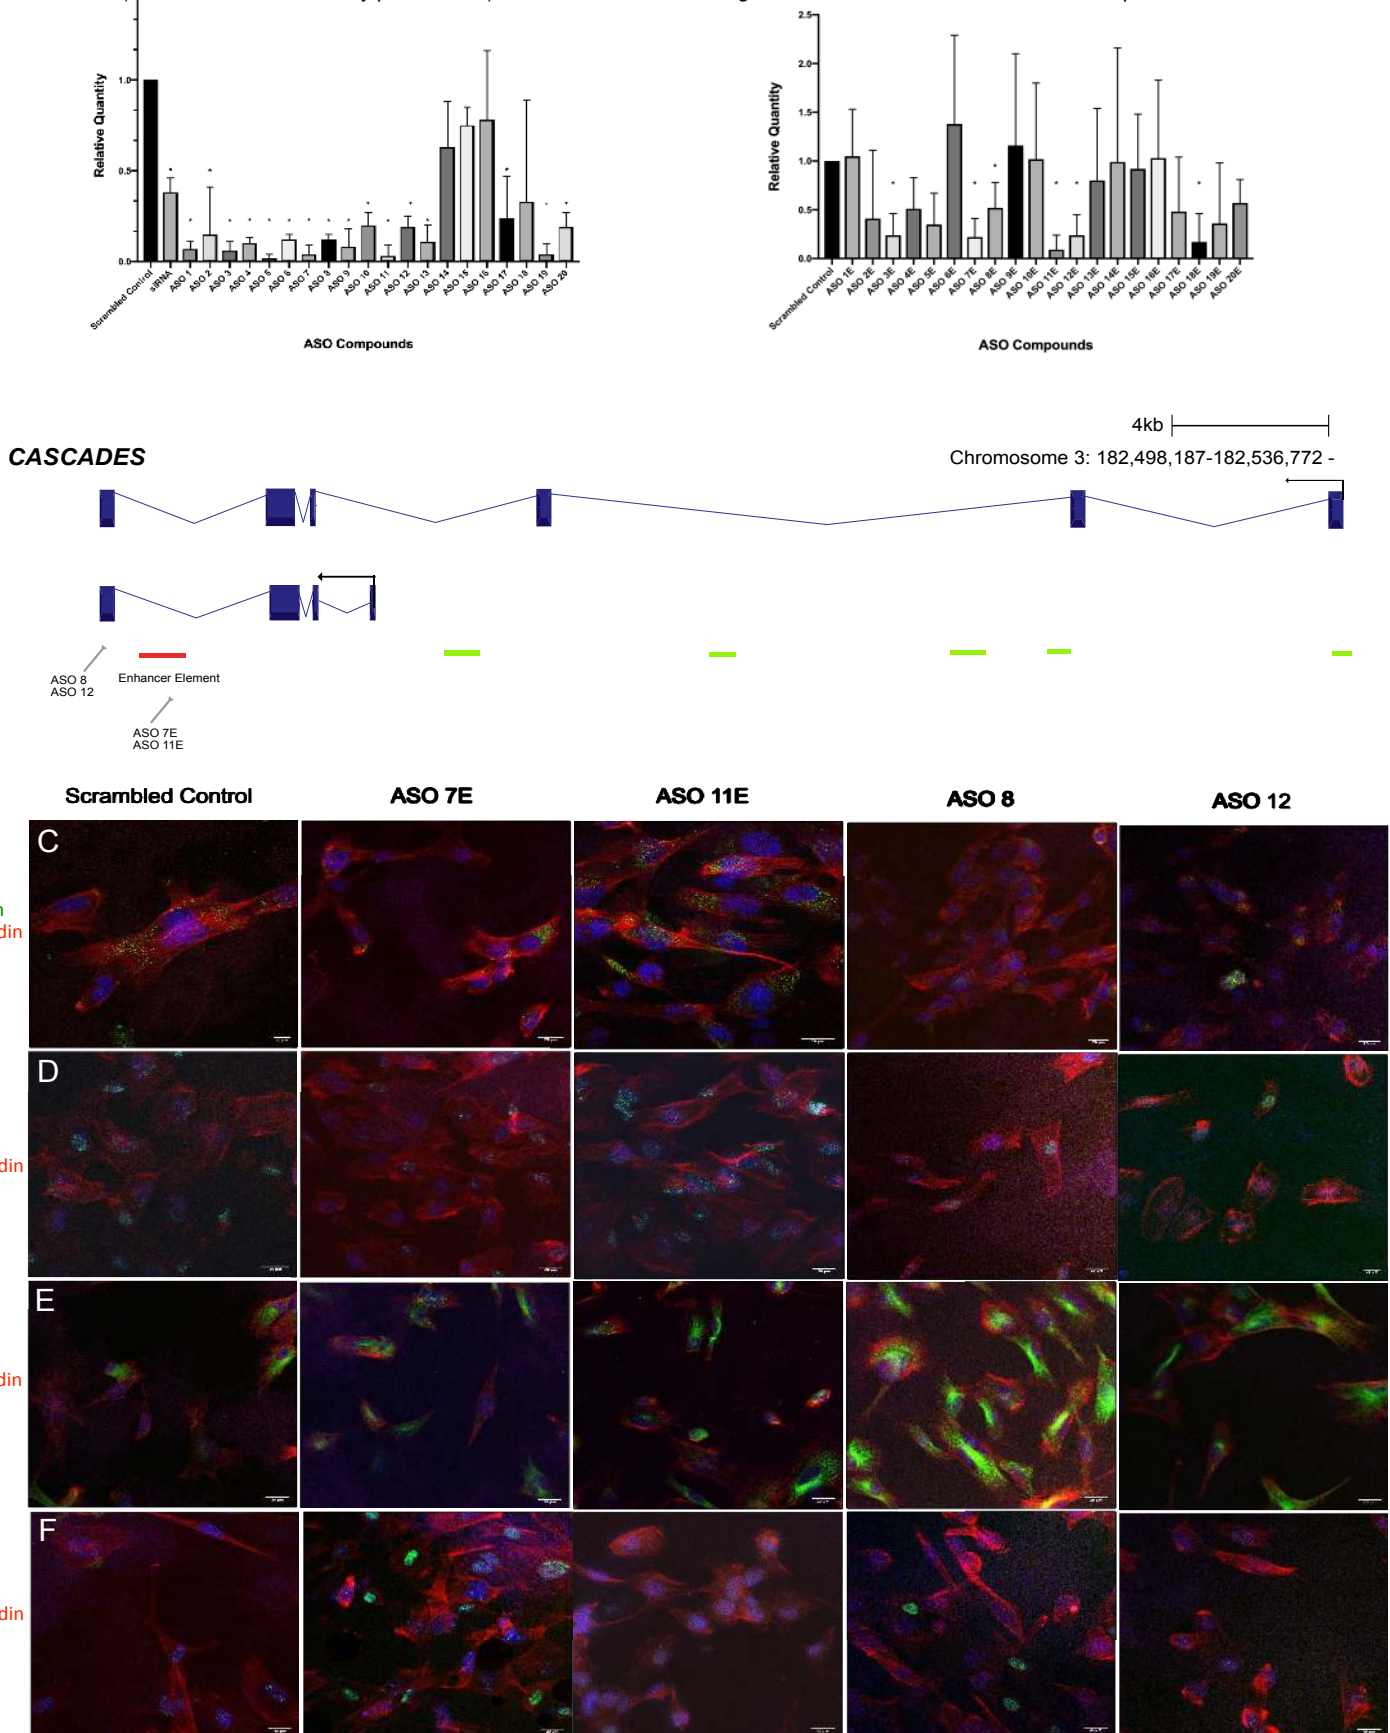 1.0
0.5
0.0
Relative Quantity
Scrambled Control
siRNA
ASO 1
ASO 2
ASO 3
ASO 4
ASO 5
ASO 6
ASO 7
ASO 8
ASO 9
ASO 10
ASO 11
ASO 12
ASO 13
ASO 14
ASO 15
ASO 16
ASO 17
ASO 18
ASO 19
ASO 20
ASO Compounds
2.5
2.0
1.5
1.0
0.5
0.0
Relative Quantity
Scrambled Control
ASO 1E
ASO 2E
ASO 3E
ASO 4E
ASO 5E
ASO 6E
ASO 7E
ASO 8E
ASO 9E
ASO 10E
ASO 11E
ASO 12E
ASO 13E
ASO 14E
ASO 15E
ASO 16E
ASO 17E
ASO 18E
ASO 19E
ASO 20E
ASO Compounds
4kb
CASCADES
Chromosome 3: 182,498,187-182,536,772 -
ASO 8
ASO 12
Enhancer Element
ASO 7E
ASO 11E
Scrambled Control
ASO 7E
ASO 11E
ASO 8
ASO 12
C
n
din
D
din
E
din
F
din